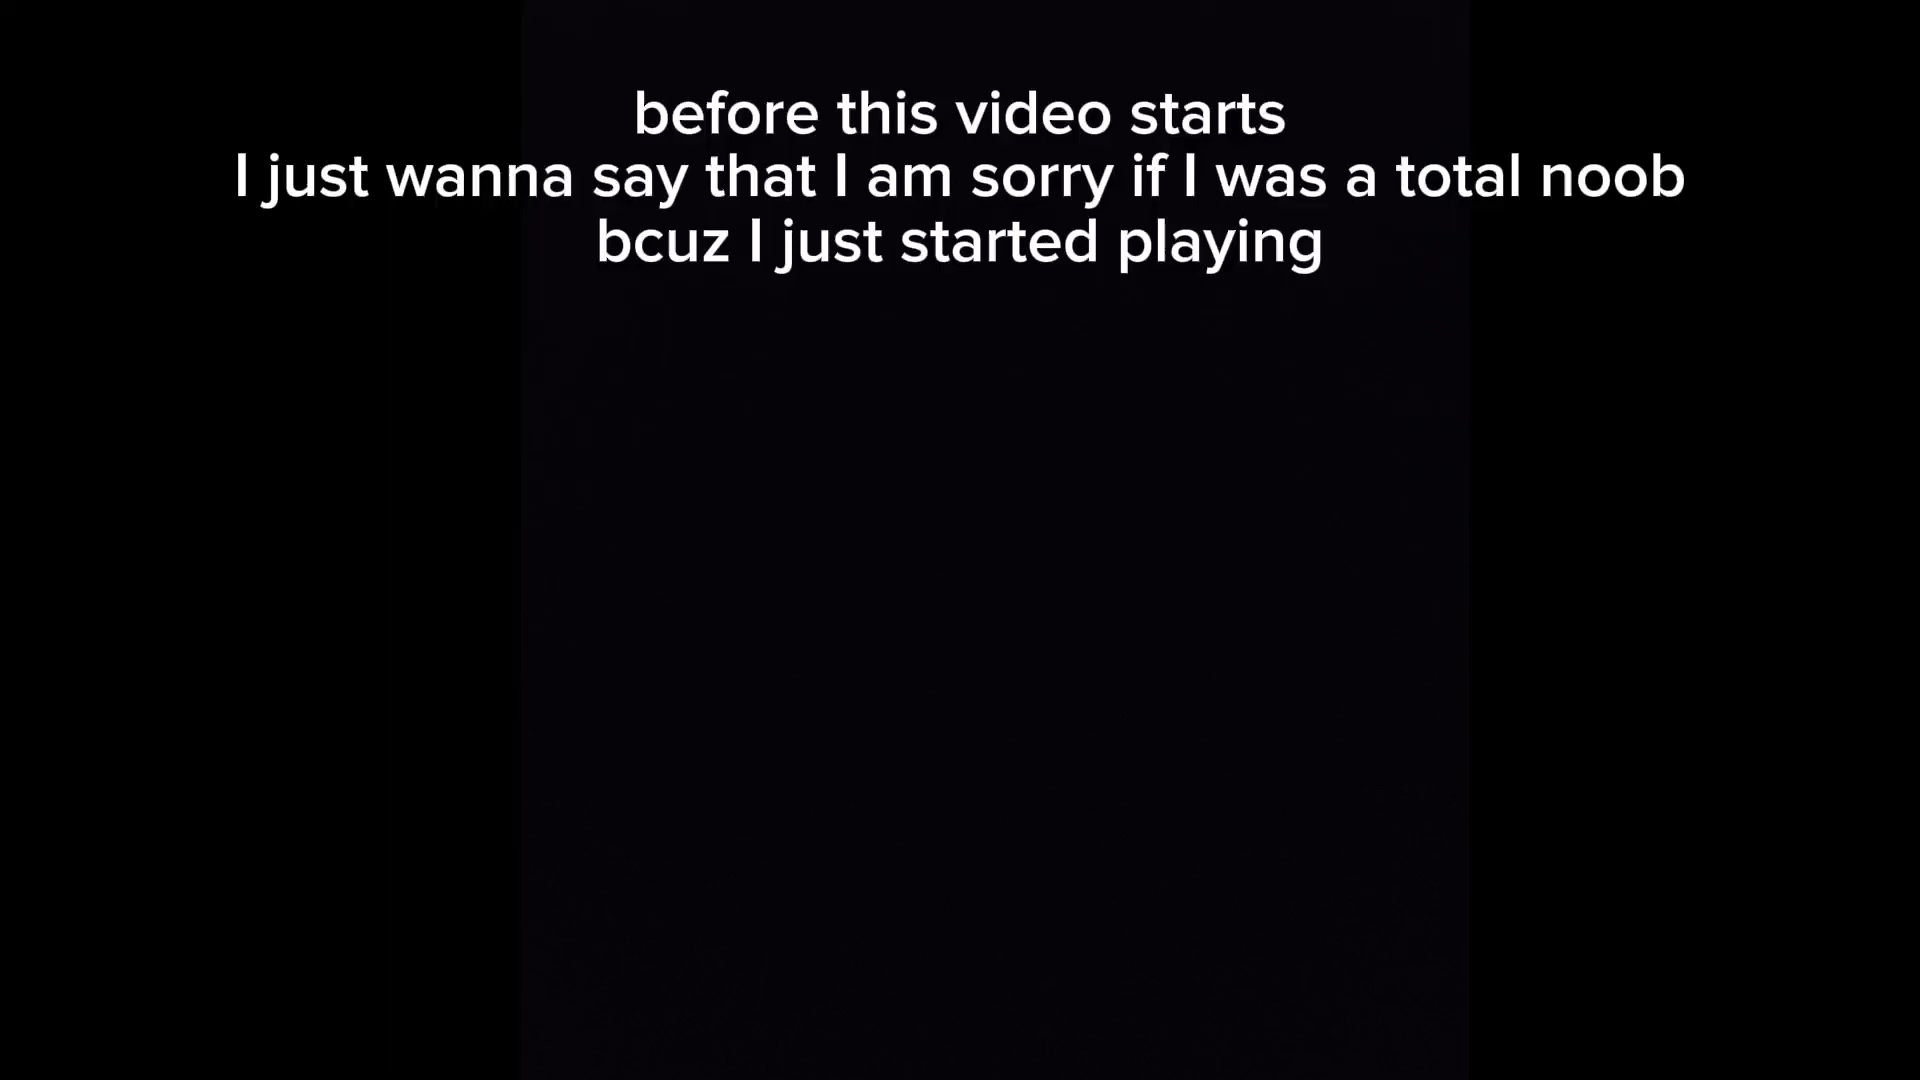 before this video starts
I just wanna say that I am sorry if I was a total noob
bcuz I just started playing